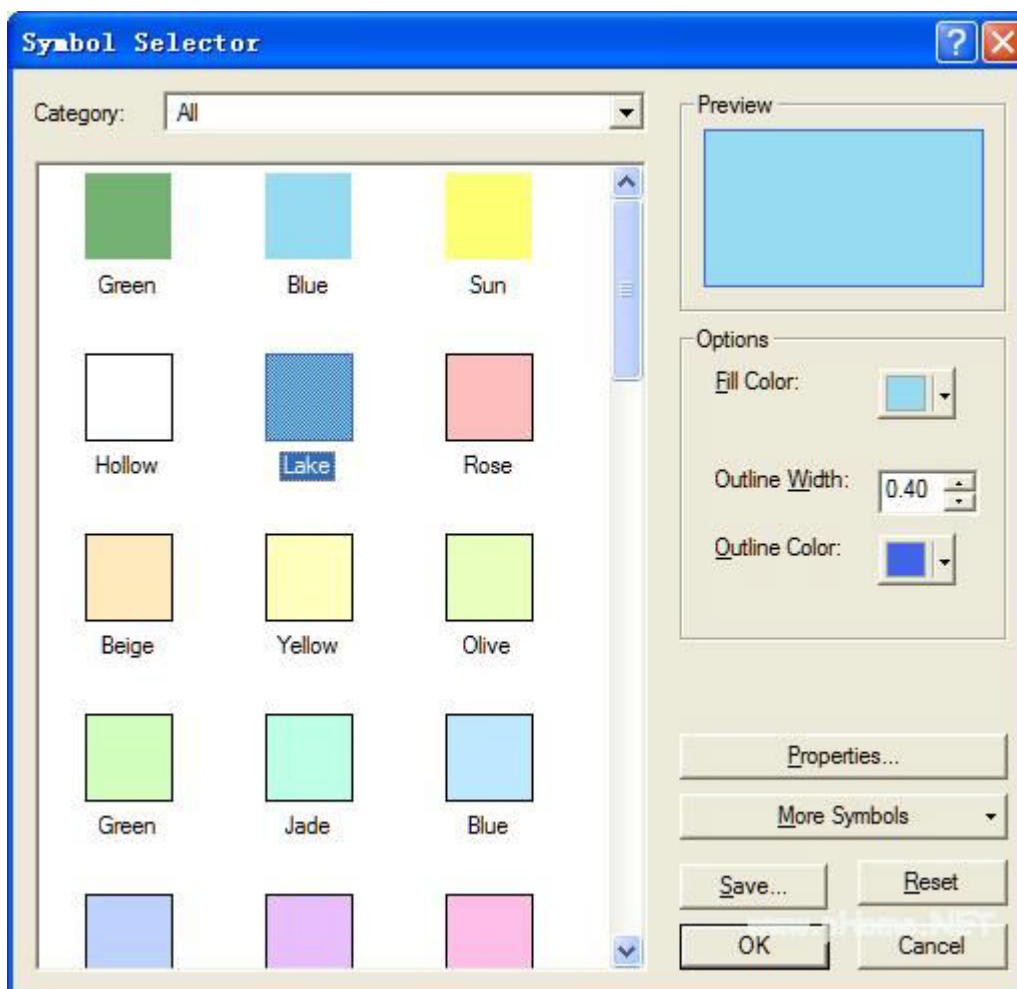 Symbol Selector
Category: All
Green Blue Sun
Hollow Lake Rose
Beige Yellow Olive
Green Jade Blue
Preview
Options
Fill Color:
Outline Width: 0.40
Outline Color:
Properties...
More Symbols
Save... Reset
OK Cancel